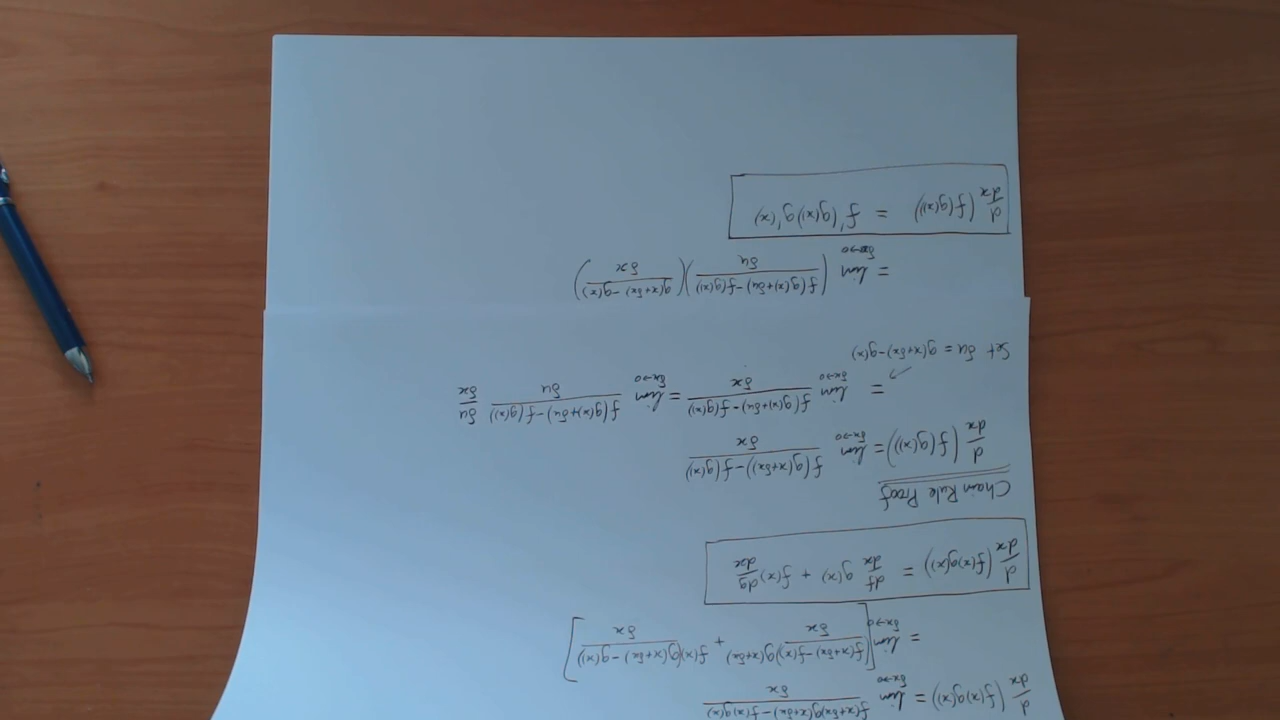 d/dx (f(x)g(x)) = lim δx→0 (f(x+δx)g(x+δx) − f(x)g(x))/δx
= lim δx→0 [(f(x+δx)−f(x))/δx g(x+δx) + f(x)(g(x+δx)−g(x))/δx]
d/dx (f(x)g(x)) = df/dx g(x) + f(x) dg/dx
Chain Rule Proof
d/dx (f(g(x))) = lim δx→0 (f(g(x+δx))−f(g(x)))/δx
= lim δx→0 (f(g(x)+δu)−f(g(x)))/δx = lim δx→0 (f(g(x)+δu)−f(g(x)))/δu δu/δx
Set δu = g(x+δx)−g(x)
= lim δx→0 ((f(g(x)+δu)−f(g(x)))/δu)((g(x+δx)−g(x))/δx)
d/dx (f(g(x))) = f'(g(x))g'(x)